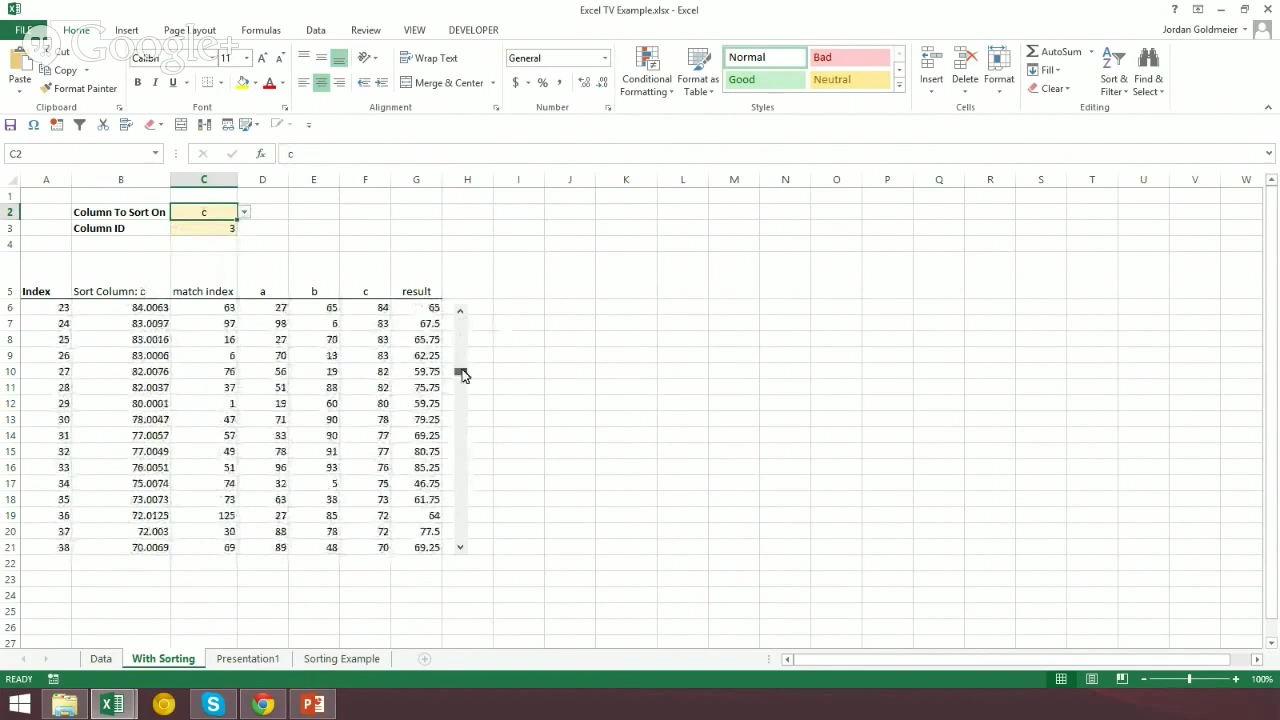 Excel TV Example.xlsx - Excel
?
FILE Home Insert Page Layout Formulas Data Review VIEW DEVELOPER Jordan Goldmeier
Google+
Cut
Copy
Format Painter
Paste
Clipboard
Calibri 11
B I U
Font
Wrap Text
Merge & Center
Alignment
General
$ % ,
Number
Conditional Formatting
Format as Table
Normal Bad
Good Neutral
Styles
Insert Delete Format
Cells
AutoSum
Fill
Clear
Sort & Filter
Find & Select
Editing
C2 fx c
A B C D E F G H I J K L M N O P Q R S T U V W
1
2 Column To Sort On c
3 Column ID 3
4
5 Index Sort Column: c match index a b c result
6 23 84.0063 63 27 65 84 65
7 24 83.0097 97 98 6 83 67.5
8 25 83.0016 16 27 70 83 65.75
9 26 83.0006 6 70 13 83 62.25
10 27 82.0076 76 56 19 82 59.75
11 28 82.0037 37 51 88 82 75.75
12 29 80.0001 1 19 60 80 59.75
13 30 78.0047 47 71 90 78 79.25
14 31 77.0057 57 33 90 77 69.25
15 32 77.0049 49 78 91 77 80.75
16 33 76.0051 51 96 93 76 85.25
17 34 75.0074 74 32 5 75 46.75
18 35 73.0073 73 63 38 73 61.75
19 36 72.0125 125 27 85 72 64
20 37 72.003 30 88 78 72 77.5
21 38 70.0069 69 89 48 70 69.25
22
23
24
25
26
27
Data With Sorting Presentation1 Sorting Example
READY 100%